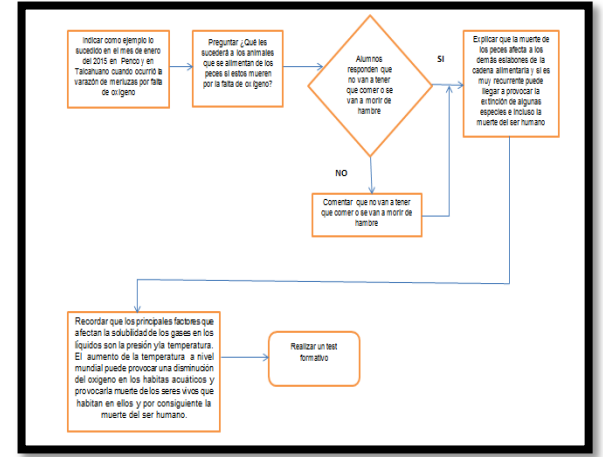 Indicar como ejemplo lo
sucedido en el mes de enero
del 2015 en Penco y en
Talcahuano cuando ocurrió la
varazón de merluzas por falta
de oxígeno
Preguntar ¿Qué les
sucederá a los animales
que se alimentan de los
peces si estos mueren
por la falta de oxígeno?
Alumnos
responden que
no van a tener
que comer o se
van a morir de
hambre
SI
Explicar que la muerte de
los peces afecta a los
demás eslabones de la
cadena alimentaria y si es
muy recurrente puede
llegar a provocar la
extinción de algunas
especies e incluso la
muerte del ser humano
NO
Comentar que no van a tener
que comer o se van a morir de
hambre
Recordar que los principales factores que
afectan la solubilidad de los gases en los
líquidos son la presión y la temperatura.
El aumento de la temperatura a nivel
mundial puede provocar una disminución
del oxigeno en los habitas acuáticos y
provocar la muerte de los seres vivos que
habitan en ellos y por consiguiente la
muerte del ser humano.
Realizar un test
formativo